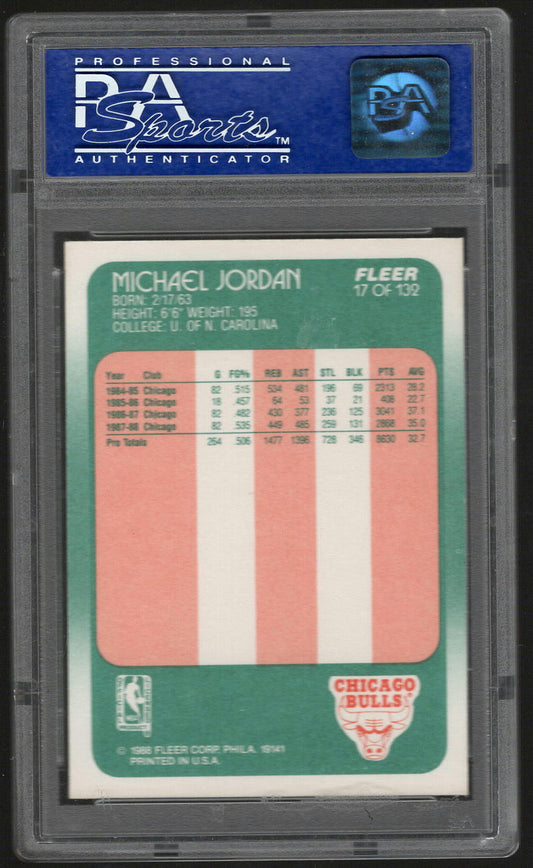 PROFESSIONAL
PSA
Sports™
AUTHENTICATOR
PSA
MICHAEL JORDAN
BORN: 2/17/63
HEIGHT: 6'6" WEIGHT: 195
COLLEGE: U. OF N. CAROLINA
FLEER
17 OF 132
Year Club G FG% REB AST STL BLK PTS AVG
1984-85 Chicago 82 .515 534 481 196 69 2313 28.2
1985-86 Chicago 18 .457 64 53 37 21 408 22.7
1986-87 Chicago 82 .482 430 377 236 125 3041 37.1
1987-88 Chicago 82 .535 449 485 259 131 2868 35.0
Pro Totals 264 .506 1477 1396 728 346 8630 32.7
CHICAGO
BULLS
© 1988 FLEER CORP. PHILA. 19141
PRINTED IN U.S.A.